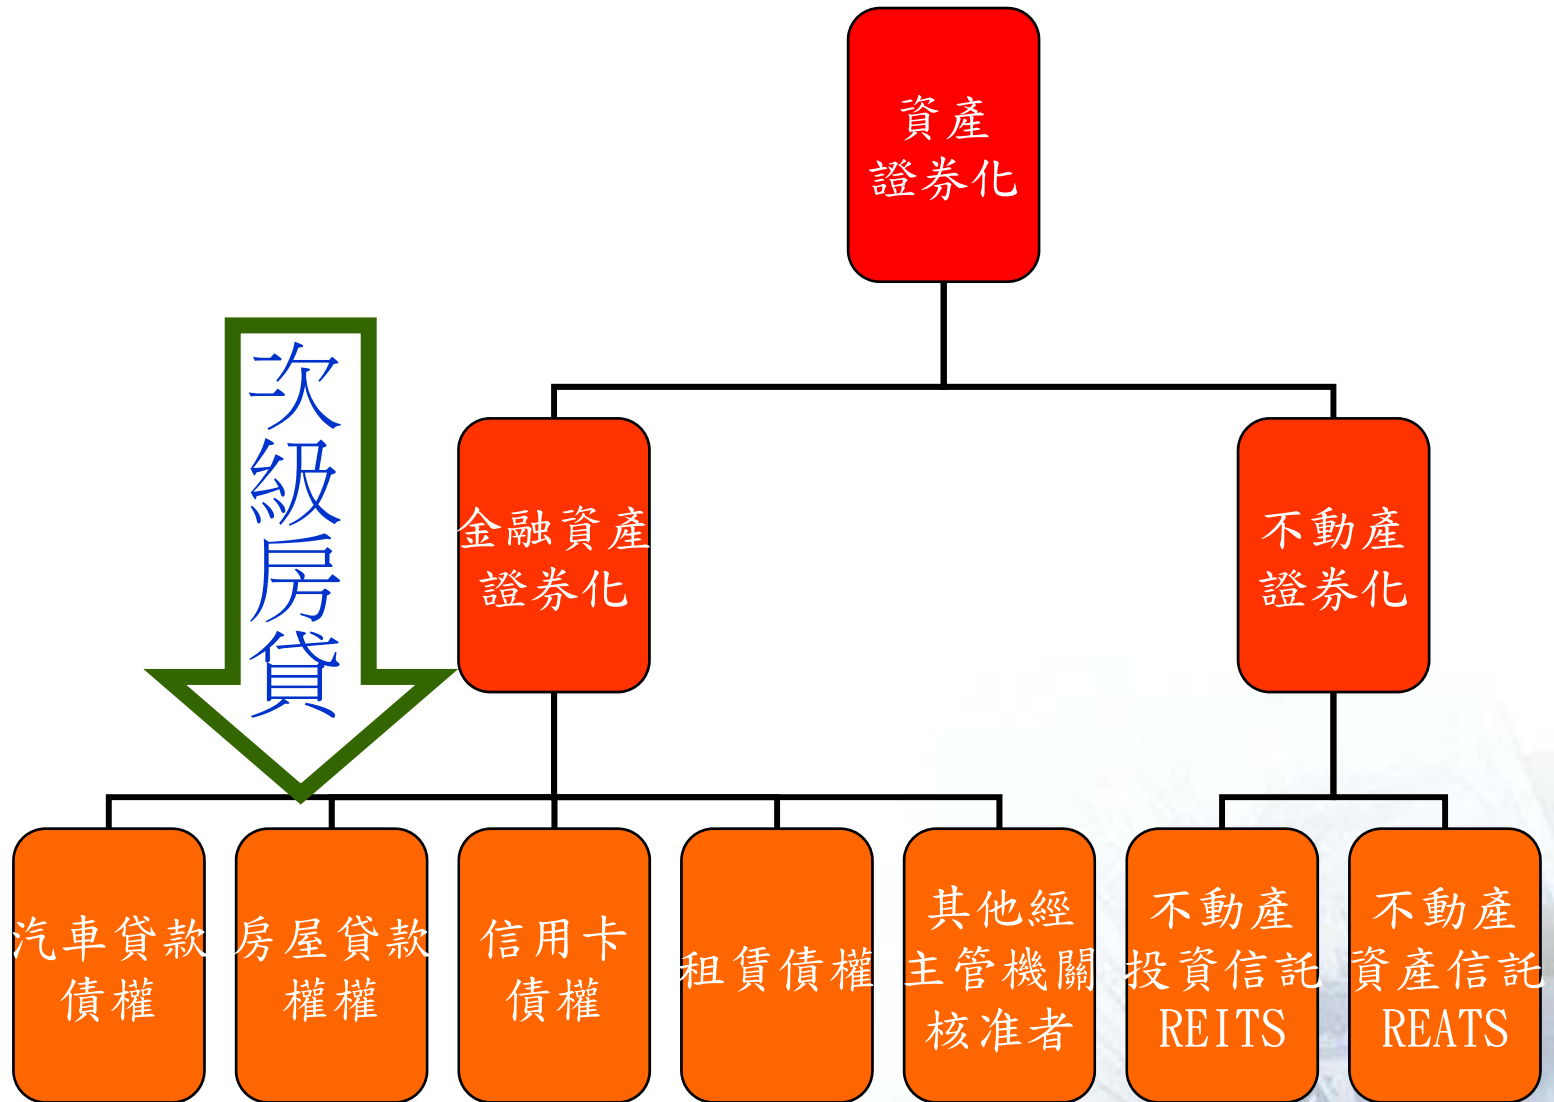 資產
證券化
次級房貸
金融資產
證券化
不動產
證券化
汽車貸款
債權
房屋貸款
權權
信用卡
債權
租賃債權
其他經
主管機關
核准者
不動產
投資信託
REITS
不動產
資產信託
REATS